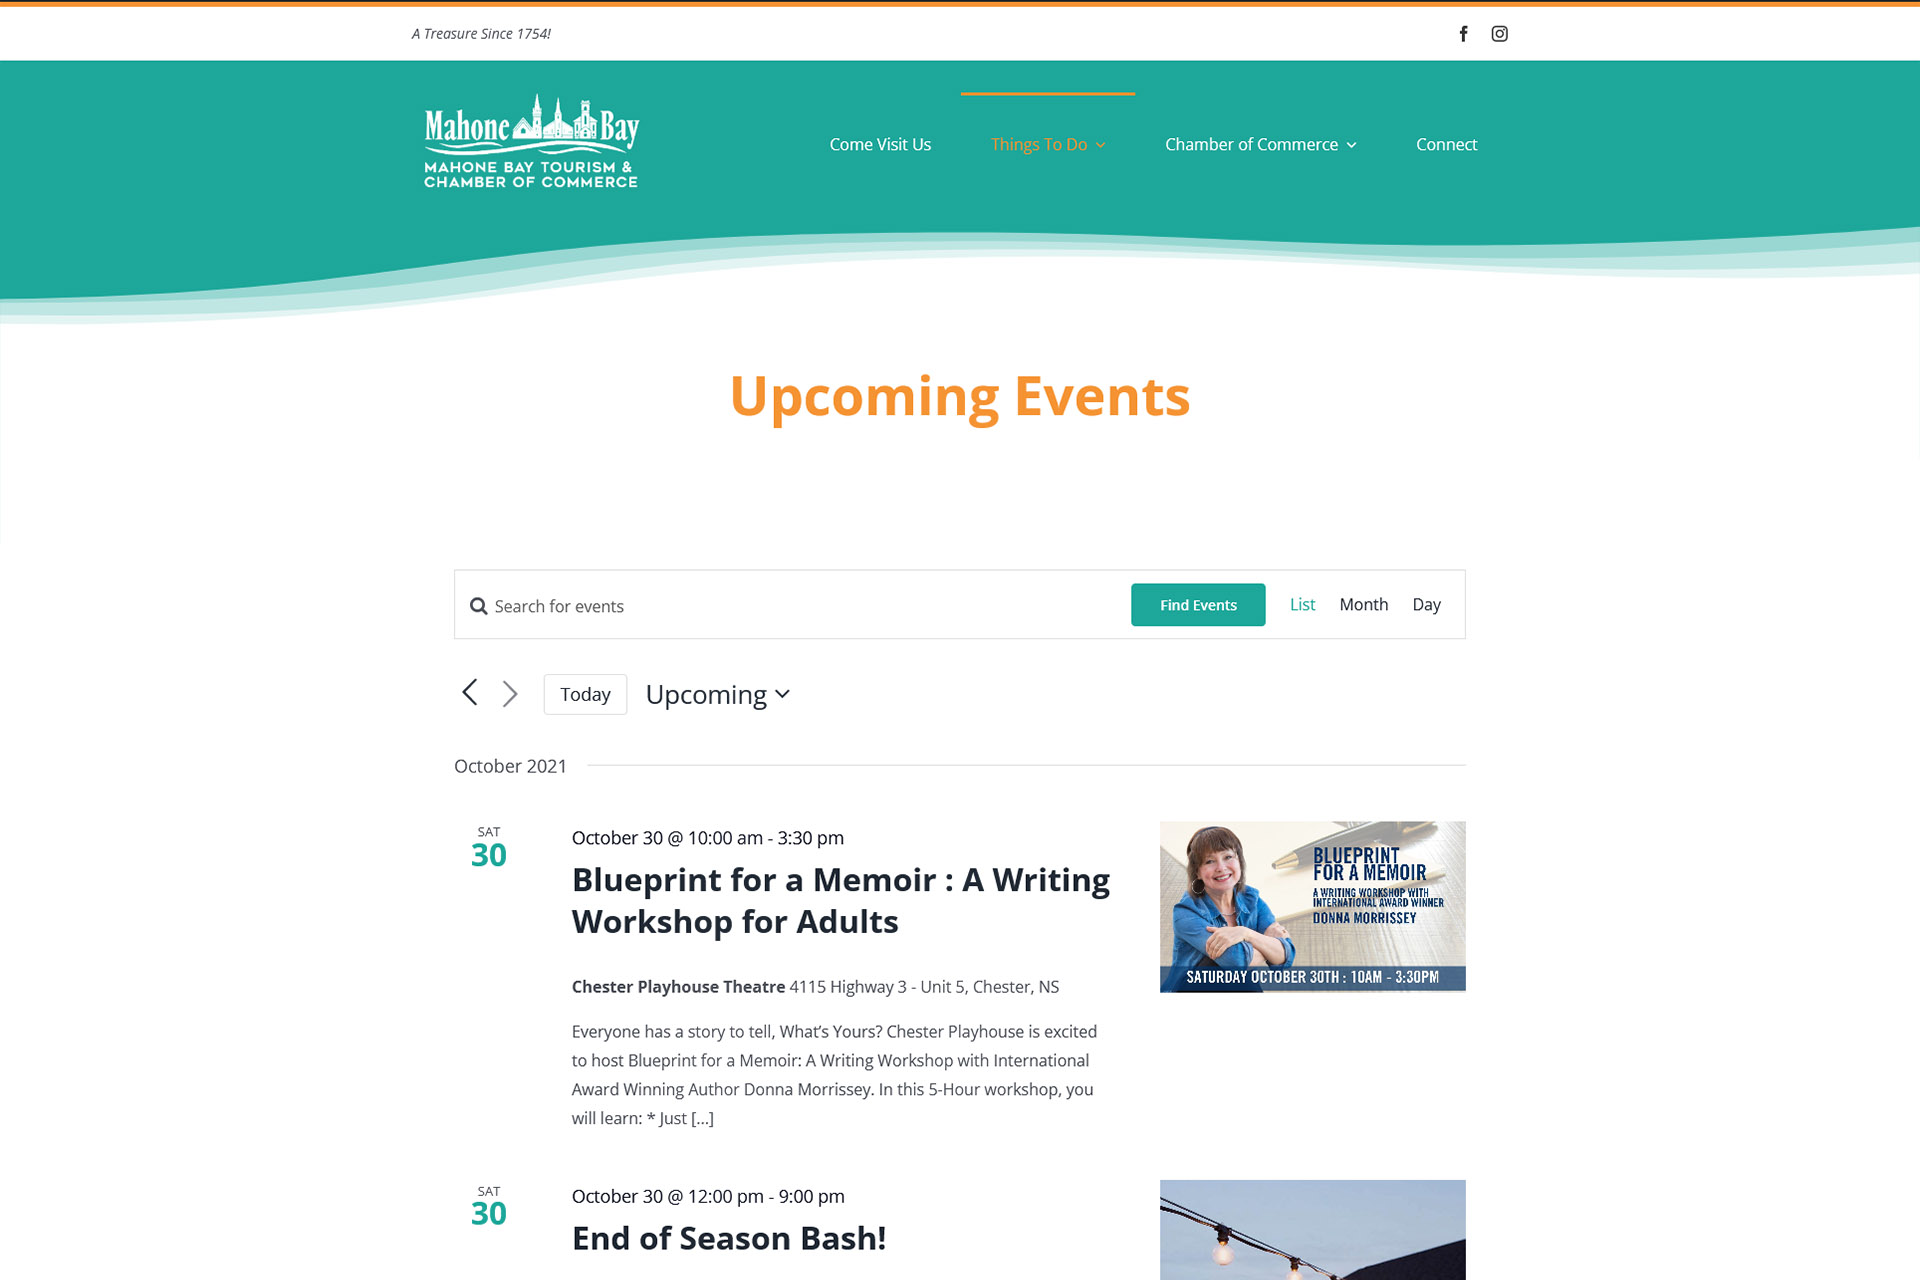 A Treasure Since 1754!
Mahone Bay
MAHONE BAY TOURISM &
CHAMBER OF COMMERCE
Come Visit Us
Things To Do
Chamber of Commerce
Connect
Upcoming Events
Search for events
Find Events
List
Month
Day
Today
Upcoming
October 2021
SAT
30
October 30 @ 10:00 am - 3:30 pm
Blueprint for a Memoir : A Writing
Workshop for Adults
Chester Playhouse Theatre 4115 Highway 3 - Unit 5, Chester, NS
Everyone has a story to tell, What’s Yours? Chester Playhouse is excited
to host Blueprint for a Memoir: A Writing Workshop with International
Award Winning Author Donna Morrissey. In this 5-Hour workshop, you
will learn: * Just [...]
BLUEPRINT
FOR A MEMOIR
A WRITING WORKSHOP WITH
INTERNATIONAL AWARD WINNER
DONNA MORRISSEY
SATURDAY OCTOBER 30TH : 10AM - 3:30PM
SAT
30
October 30 @ 12:00 pm - 9:00 pm
End of Season Bash!